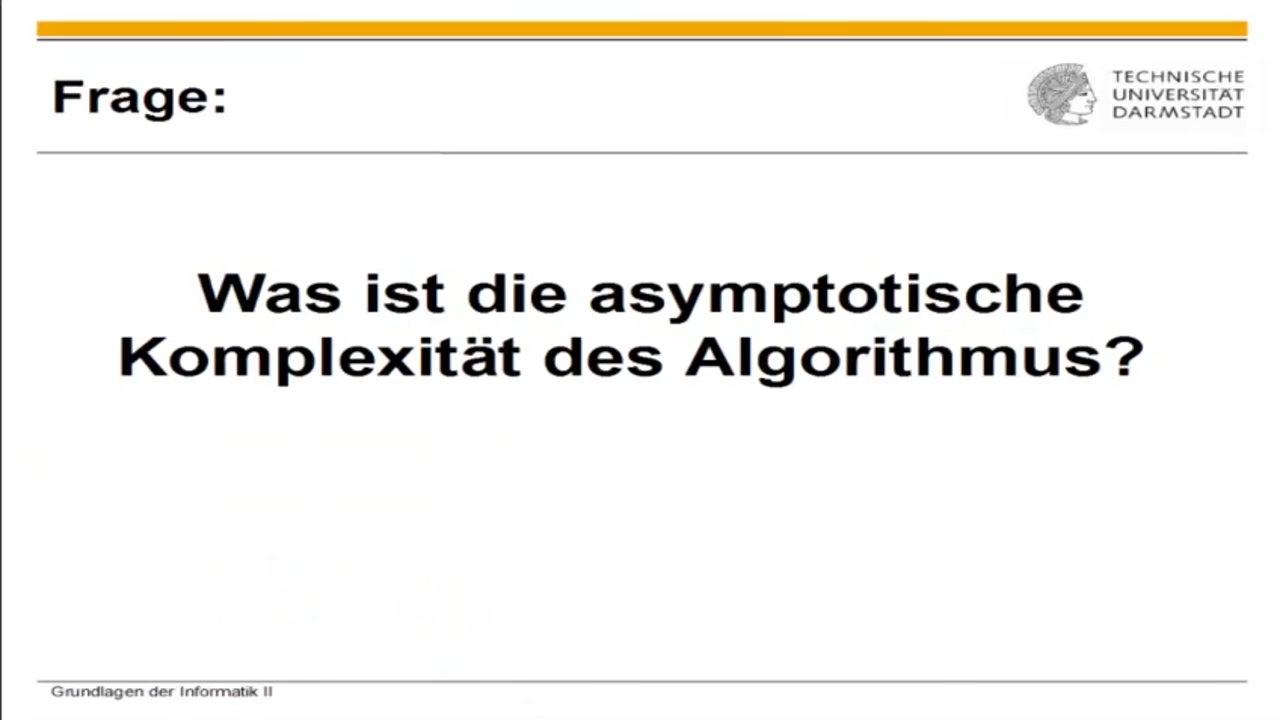 Frage:
TECHNISCHE
UNIVERSITÄT
DARMSTADT
Was ist die asymptotische
Komplexität des Algorithmus?
Grundlagen der Informatik II